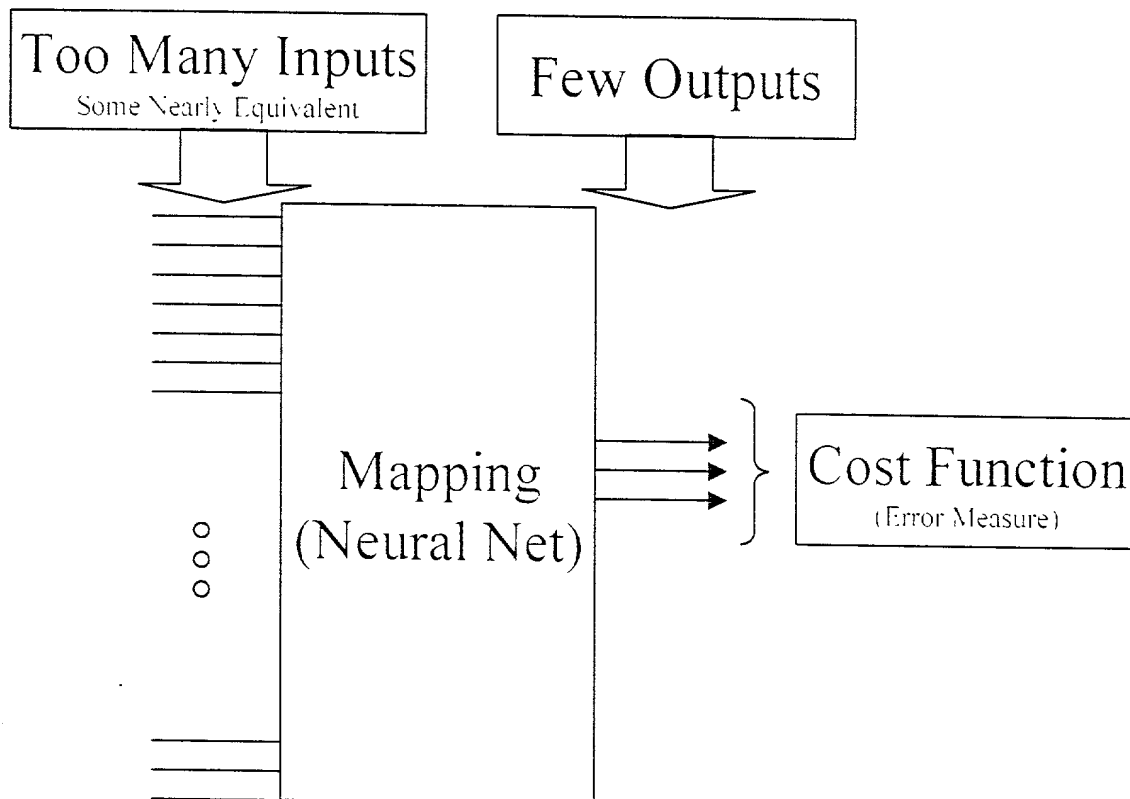 Too Many Inputs
Some Nearly Equivalent
Few Outputs
Mapping
(Neural Net)
Cost Function
(Error Measure)